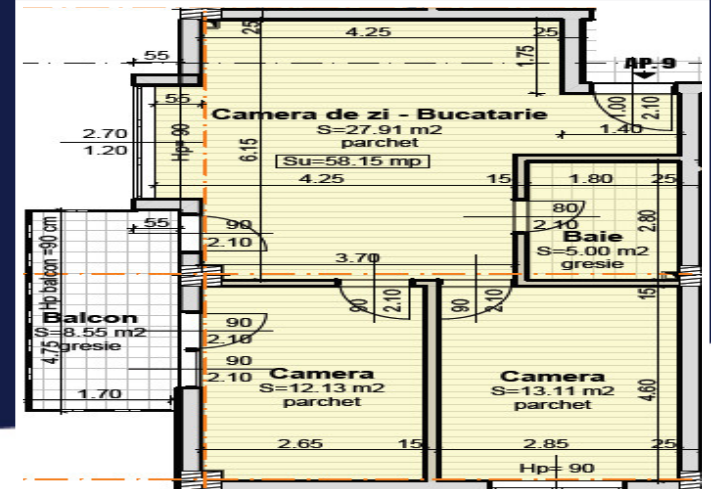 25
4.25
25
1.75
55
AP. 9
55
1.00
2.10
Camera de zi - Bucatarie
S=27.91 m2
parchet
1.40
2.70
1.20
Hp= 90
6.15
Su=58.15 mp
4.25
15
1.80
25
80
2.10
2.80
55
90
2.10
Baie
S=5.00 m2
gresie
3.70
Hp balcon =90 cm
90
2.10
90
2.10
15
Balcon
S=8.55 m2
gresie
4.75
90
2.10
90
2.10
Camera
S=12.13 m2
parchet
Camera
S=13.11 m2
parchet
4.60
1.70
2.65
15
2.85
25
Hp= 90